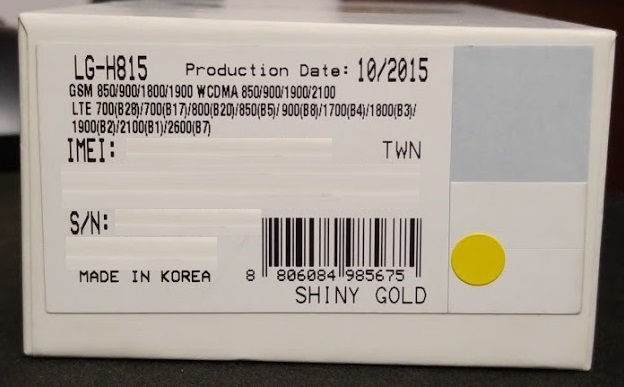 LG-H815 Production Date: 10/2015
GSM 850/900/1800/1900 WCDMA 850/900/1900/2100
LTE 700(B28)/700(B17)/800(B20)/850(B5)/900(B8)/1700(B4)/1800(B3)/
1900(B2)/2100(B1)/2600(B7)
IMEI: TWN
S/N:
MADE IN KOREA 8 806084 985675
SHINY GOLD